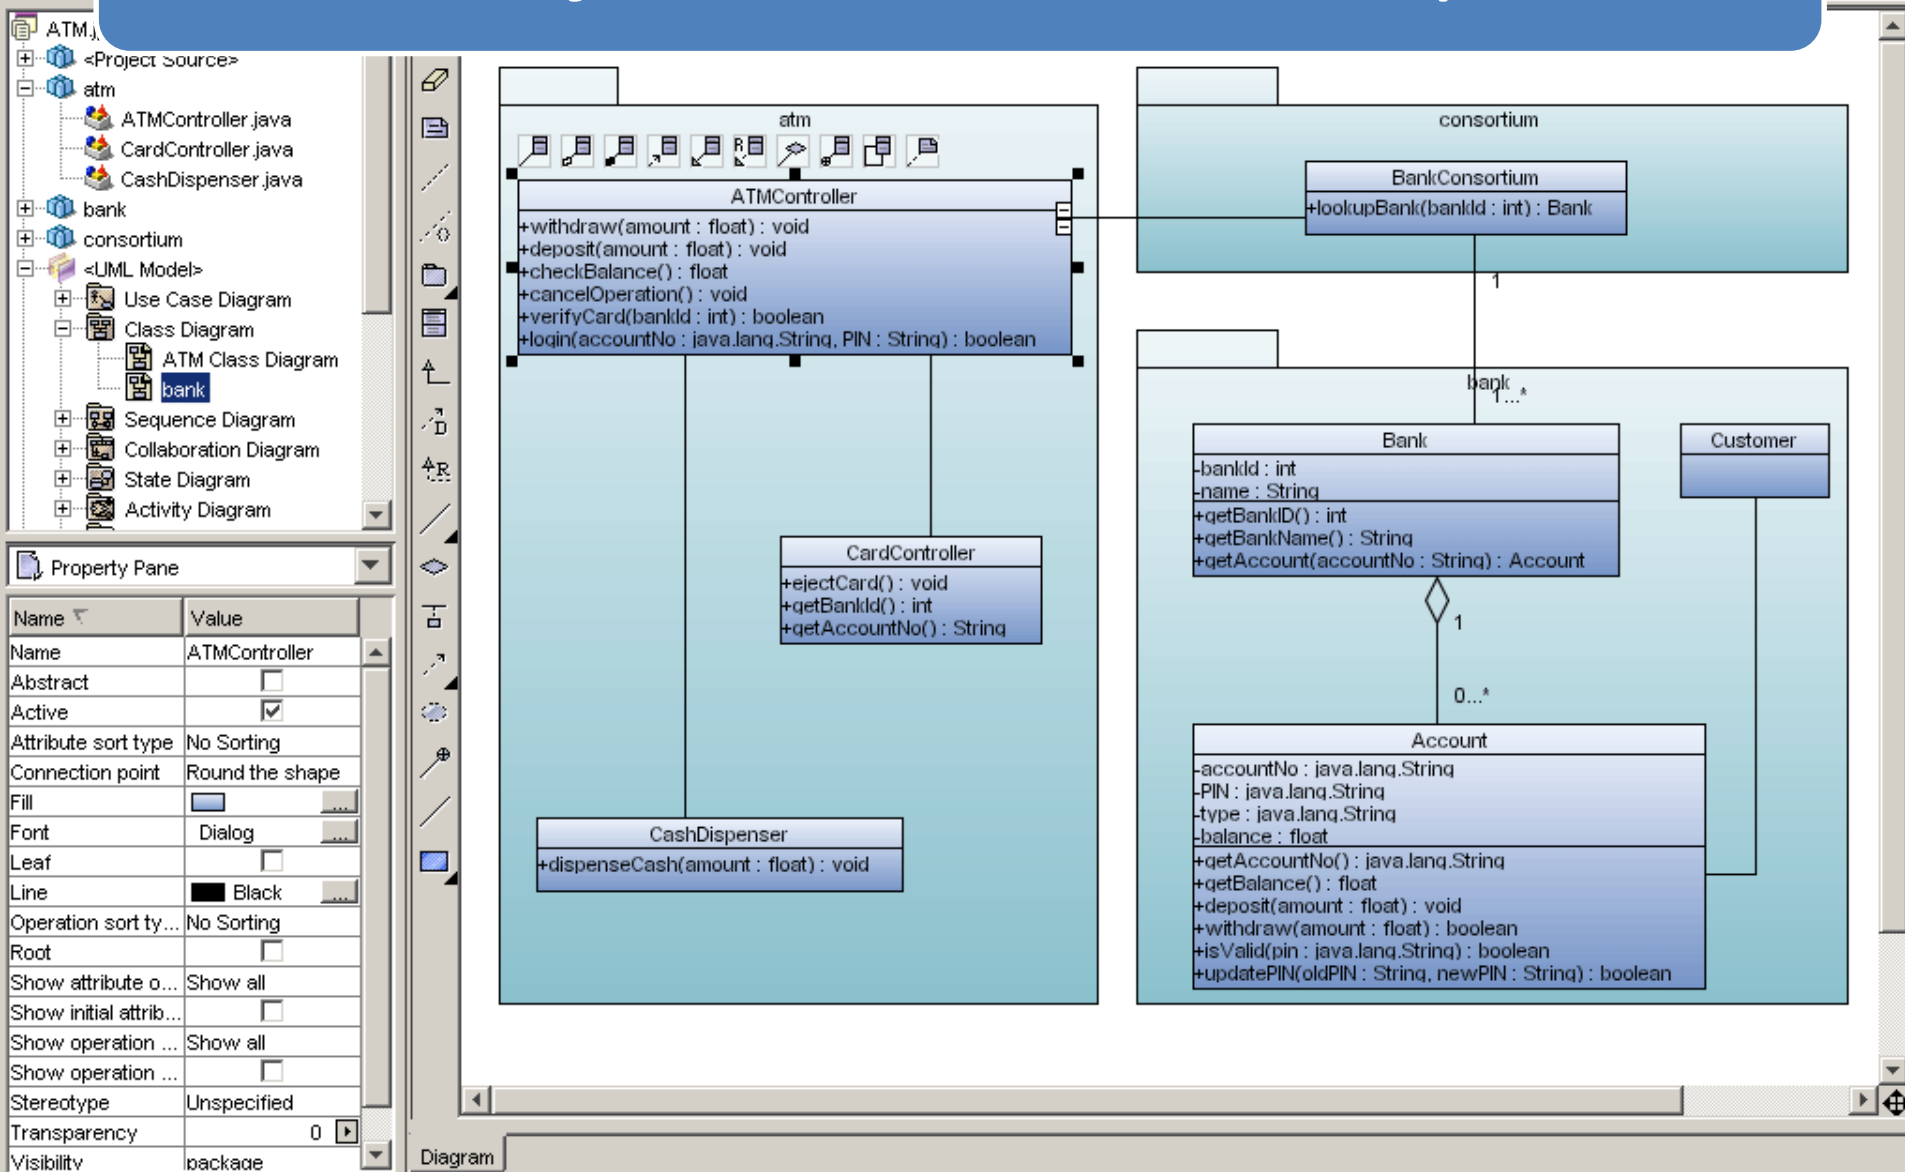 ATM.j
<Project Source>
atm
ATMController.java
CardController.java
CashDispenser.java
bank
consortium
<UML Model>
Use Case Diagram
Class Diagram
ATM Class Diagram
bank
Sequence Diagram
Collaboration Diagram
State Diagram
Activity Diagram
Property Pane
Name Value
Name ATMController
Abstract
Active
Attribute sort type No Sorting
Connection point Round the shape
Fill ...
Font Dialog ...
Leaf
Line Black ...
Operation sort ty... No Sorting
Root
Show attribute o... Show all
Show initial attrib...
Show operation ... Show all
Show operation ...
Stereotype Unspecified
Transparency 0
Visibility package
D
R
atm
R
ATMController
+withdraw(amount : float) : void
+deposit(amount : float) : void
+checkBalance() : float
+cancelOperation() : void
+verifyCard(bankId : int) : boolean
+login(accountNo : java.lang.String, PIN : String) : boolean
CardController
+ejectCard() : void
+getBankId() : int
+getAccountNo() : String
CashDispenser
+dispenseCash(amount : float) : void
consortium
BankConsortium
+lookupBank(bankId : int) : Bank
1
bank
1...*
Bank
-bankId : int
-name : String
+getBankID() : int
+getBankName() : String
+getAccount(accountNo : String) : Account
Customer
1
0...*
Account
-accountNo : java.lang.String
-PIN : java.lang.String
-type : java.lang.String
-balance : float
+getAccountNo() : java.lang.String
+getBalance() : float
+deposit(amount : float) : void
+withdraw(amount : float) : boolean
+isValid(pin : java.lang.String) : boolean
+updatePIN(oldPIN : String, newPIN : String) : boolean
Diagram